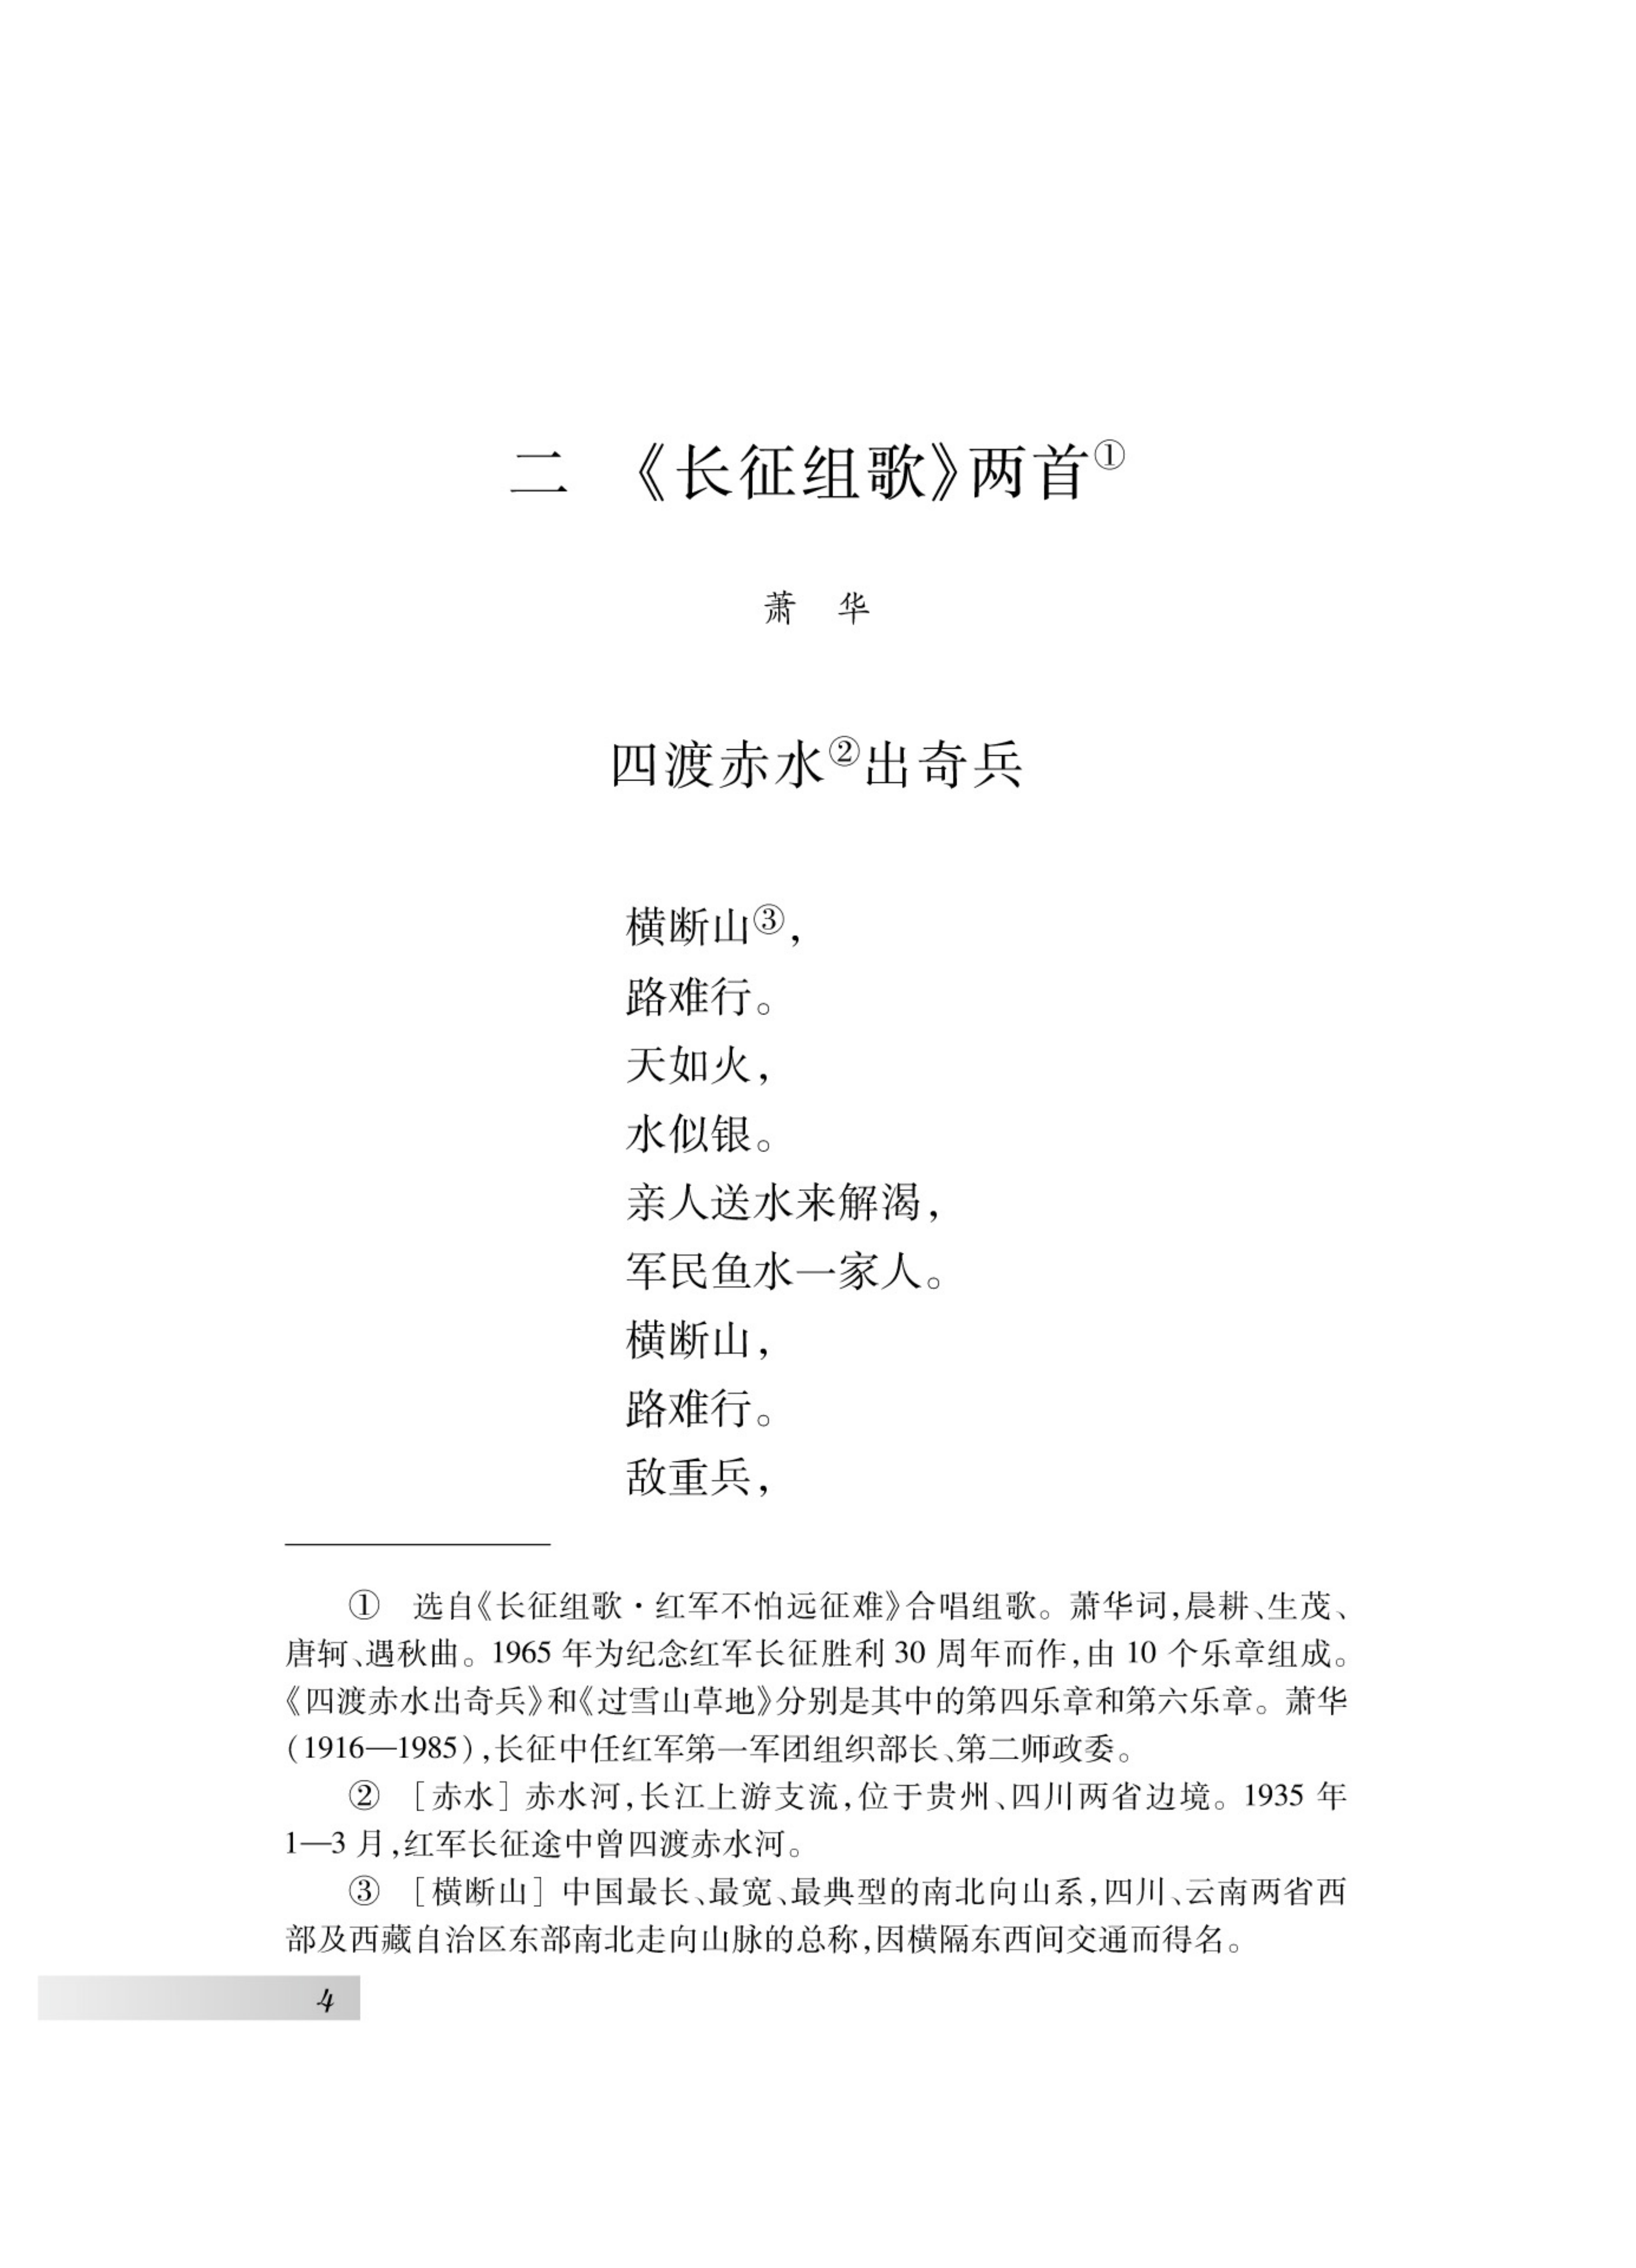 二 《长征组歌》两首①
萧 华
四渡赤水②出奇兵
横断山③，
路难行。
天如火，
水似银。
亲人送水来解渴，
军民鱼水一家人。
横断山，
路难行。
敌重兵，
① 选自《长征组歌·红军不怕远征难》合唱组歌。萧华词，晨耕、生茂、
唐轲、遇秋曲。1965 年为纪念红军长征胜利 30 周年而作，由 10 个乐章组成。
《四渡赤水出奇兵》和《过雪山草地》分别是其中的第四乐章和第六乐章。萧华
（1916—1985），长征中任红军第一军团组织部长、第二师政委。
② ［赤水］赤水河，长江上游支流，位于贵州、四川两省边境。1935 年
1—3 月，红军长征途中曾四渡赤水河。
③ ［横断山］中国最长、最宽、最典型的南北向山系，四川、云南两省西
部及西藏自治区东部南北走向山脉的总称，因横隔东西间交通而得名。
4